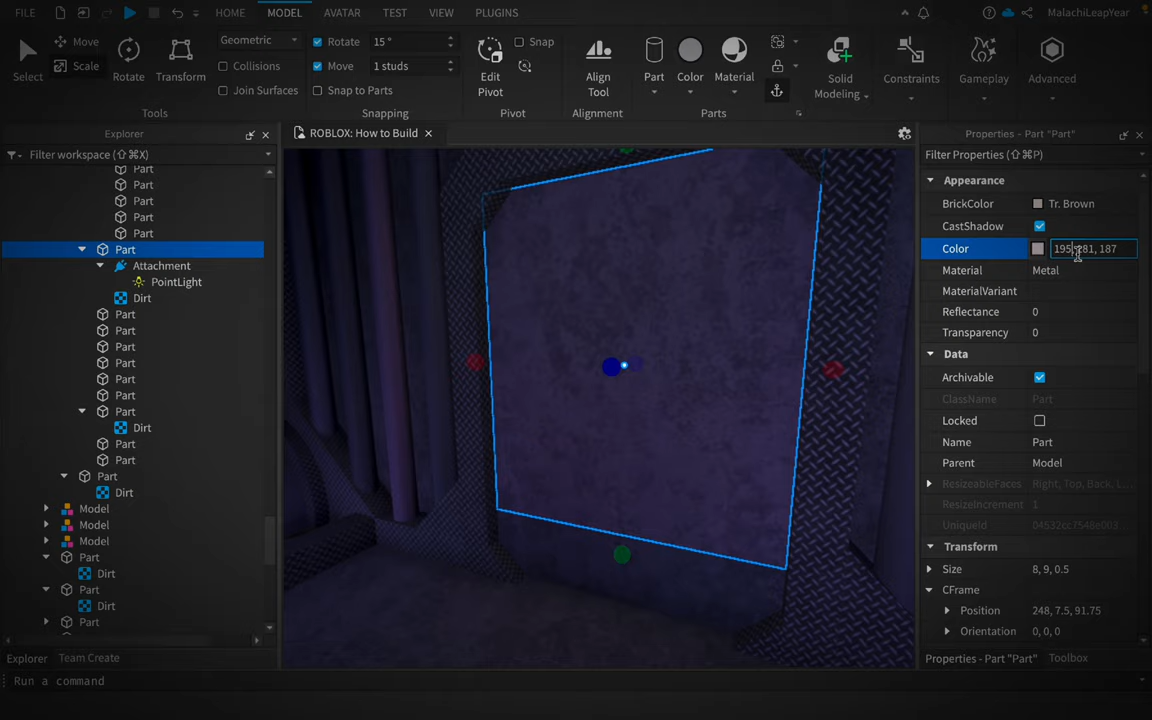 FILE HOME MODEL AVATAR TEST VIEW PLUGINS MalachiLeapYear
Select Move Scale Rotate Transform
Geometric
Collisions
Join Surfaces
Tools
Rotate 15 °
Move 1 studs
Snap to Parts
Snapping
Edit Pivot
Snap
Pivot
Align Tool
Alignment
Part Color Material
Parts
Solid Modeling
Constraints
Gameplay
Advanced
Explorer
Filter workspace (⇧⌘X)
Part
Part
Part
Part
Part
Part
Attachment
PointLight
Dirt
Part
Part
Part
Part
Part
Part
Part
Dirt
Part
Part
Part
Dirt
Model
Model
Model
Part
Dirt
Part
Dirt
Part
Explorer Team Create
Run a command
ROBLOX: How to Build
Properties - Part "Part"
Filter Properties (⇧⌘P)
Appearance
BrickColor Tr. Brown
CastShadow
Color 195, 181, 187
Material Metal
MaterialVariant
Reflectance 0
Transparency 0
Data
Archivable
ClassName Part
Locked
Name Part
Parent Model
ResizeableFaces Right, Top, Back, L...
ResizeIncrement 1
UniqueId 04532cc7548e003...
Transform
Size 8, 9, 0.5
CFrame
Position 248, 7.5, 91.75
Orientation 0, 0, 0
Properties - Part "Part" Toolbox